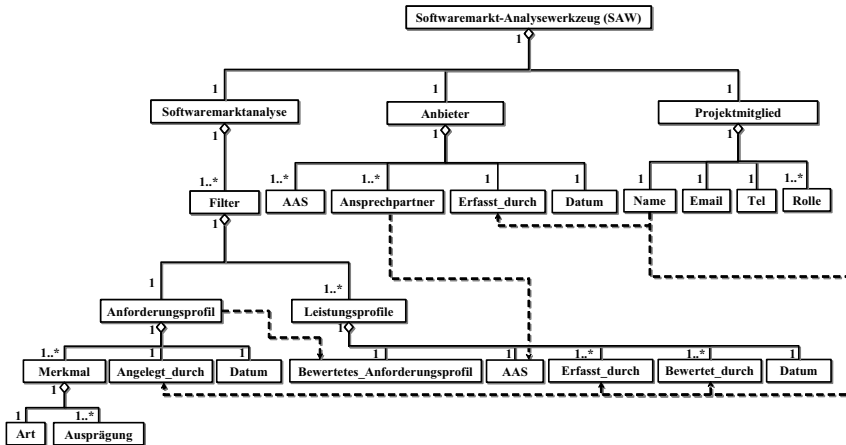 Softwaremarkt-Analysewerkzeug (SAW)
1
1 1 1
Softwaremarktanalyse Anbieter Projektmitglied
1 1 1
1..* 1..* 1..* 1 1 1 1 1 1..*
Filter AAS Ansprechpartner Erfasst_durch Datum Name Email Tel Rolle
1
1 1..*
Anforderungsprofil Leistungsprofile
1 1
1..* 1 1 1 1 1..* 1..* 1
Merkmal Angelegt_durch Datum Bewertetes_Anforderungsprofil AAS Erfasst_durch Bewertet_durch Datum
1
1 1..*
Art Ausprägung